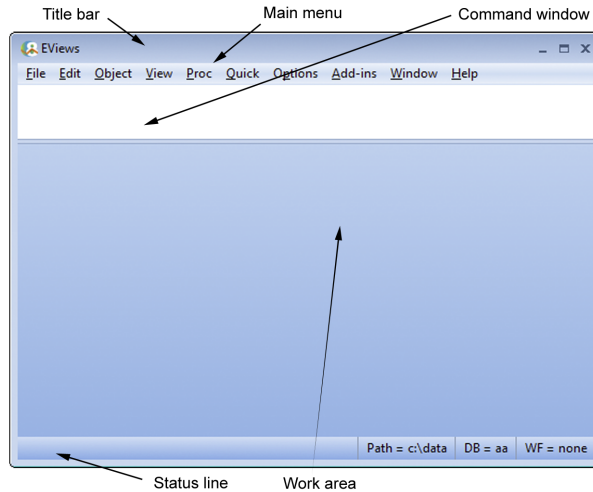 Title bar Main menu Command window
EViews
File Edit Object View Proc Quick Options Add-ins Window Help
Path = c:\data DB = aa WF = none
Status line Work area